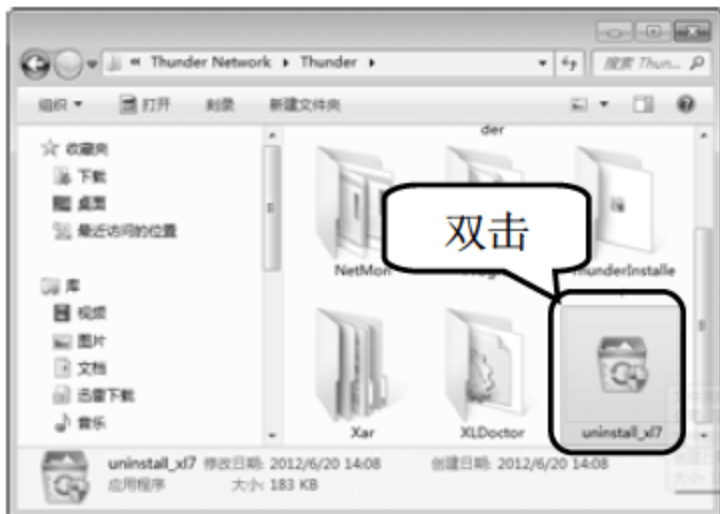 « Thunder Network ▸ Thunder ▸
搜索 Thun...
组织 ▾ 打开 刻录 新建文件夹
der
收藏夹
下载
桌面
最近访问的位置
库
视频
图片
文档
迅雷下载
音乐
双击
NetMon
ThunderInstalle
Xar
XLDoctor
uninstall_xl7
uninstall_xl7 修改日期: 2012/6/20 14:08 创建日期: 2012/6/20 14:08
应用程序 大小: 183 KB